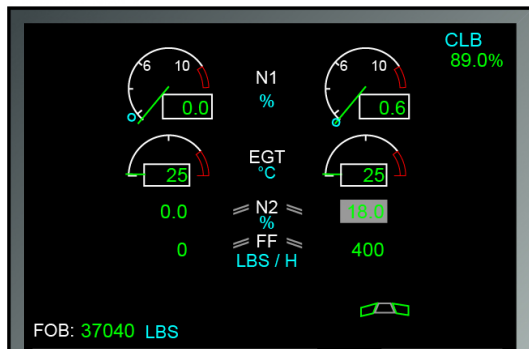 CLB
89.0%
6 10 N1 6 10
0.0 % 0.6
EGT
25 °C 25
0.0 N2 18.0
%
0 FF 400
LBS / H
FOB: 37040 LBS